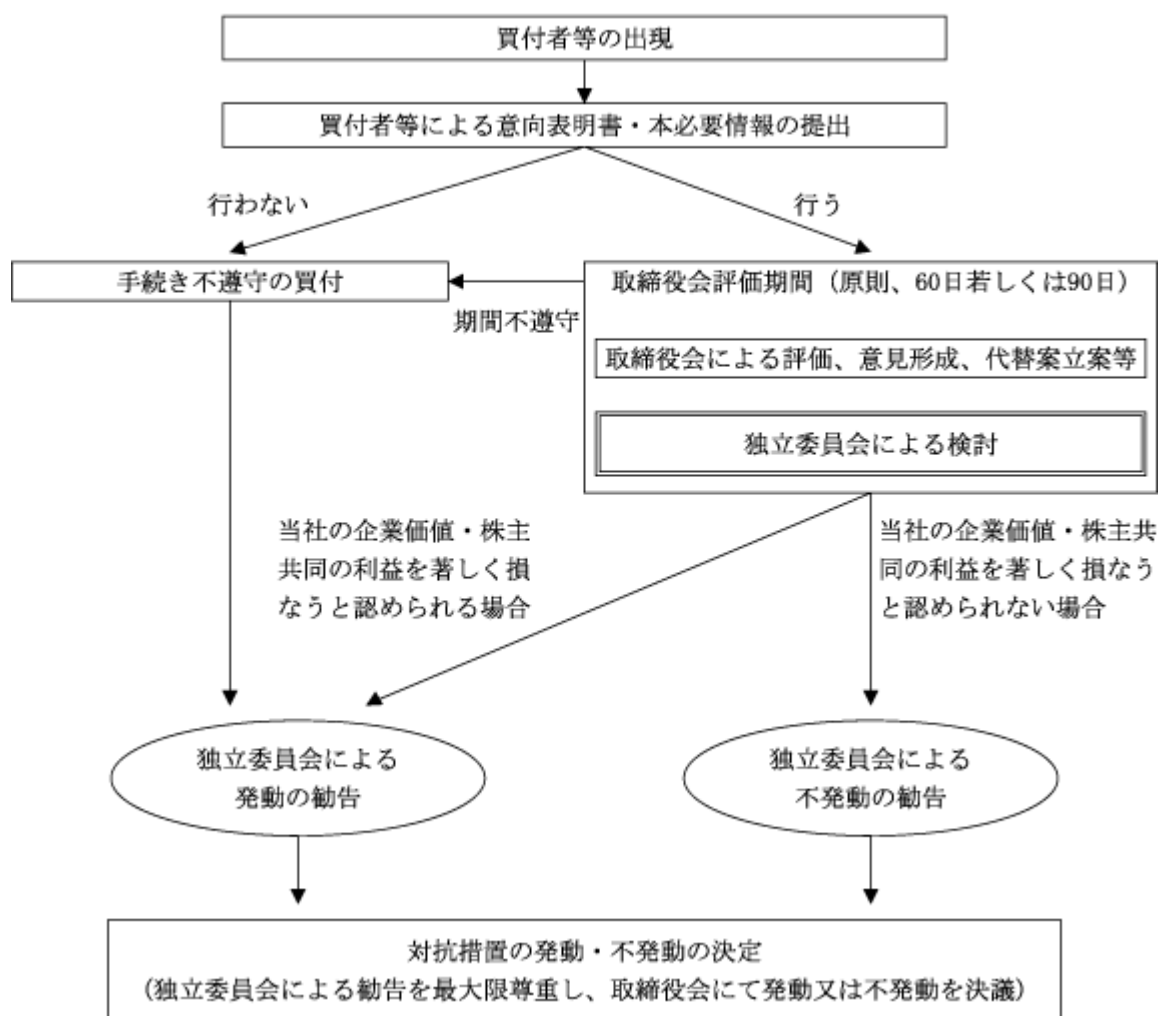 買付者等の出現
買付者等による意向表明書・本必要情報の提出
行わない
行う
手続き不遵守の買付
期間不遵守
取締役会評価期間（原則、60日若しくは90日）
取締役会による評価、意見形成、代替案立案等
独立委員会による検討
当社の企業価値・株主
共同の利益を著しく損
なうと認められる場合
当社の企業価値・株主共
同の利益を著しく損なう
と認められない場合
独立委員会による
発動の勧告
独立委員会による
不発動の勧告
対抗措置の発動・不発動の決定
（独立委員会による勧告を最大限尊重し、取締役会にて発動又は不発動を決議）